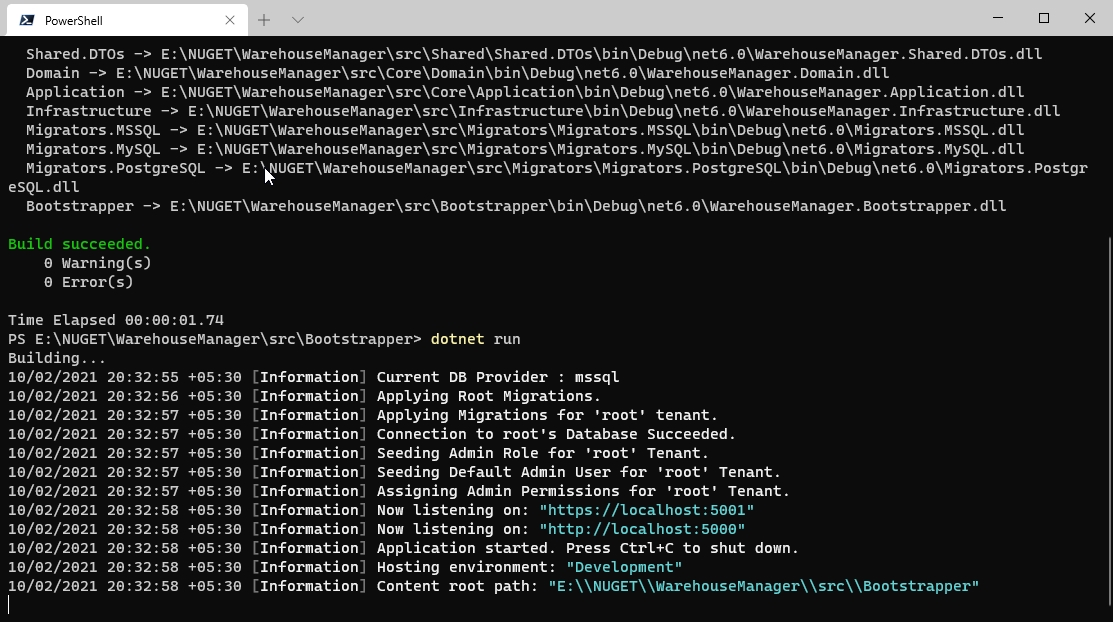 PowerShell
Shared.DTOs -> E:\NUGET\WarehouseManager\src\Shared\Shared.DTOs\bin\Debug\net6.0\WarehouseManager.Shared.DTOs.dll
Domain -> E:\NUGET\WarehouseManager\src\Core\Domain\bin\Debug\net6.0\WarehouseManager.Domain.dll
Application -> E:\NUGET\WarehouseManager\src\Core\Application\bin\Debug\net6.0\WarehouseManager.Application.dll
Infrastructure -> E:\NUGET\WarehouseManager\src\Infrastructure\bin\Debug\net6.0\WarehouseManager.Infrastructure.dll
Migrators.MSSQL -> E:\NUGET\WarehouseManager\src\Migrators\Migrators.MSSQL\bin\Debug\net6.0\Migrators.MSSQL.dll
Migrators.MySQL -> E:\NUGET\WarehouseManager\src\Migrators\Migrators.MySQL\bin\Debug\net6.0\Migrators.MySQL.dll
Migrators.PostgreSQL -> E:\NUGET\WarehouseManager\src\Migrators\Migrators.PostgreSQL\bin\Debug\net6.0\Migrators.Postgr
eSQL.dll
Bootstrapper -> E:\NUGET\WarehouseManager\src\Bootstrapper\bin\Debug\net6.0\WarehouseManager.Bootstrapper.dll
Build succeeded.
0 Warning(s)
0 Error(s)
Time Elapsed 00:00:01.74
PS E:\NUGET\WarehouseManager\src\Bootstrapper> dotnet run
Building...
10/02/2021 20:32:55 +05:30 [Information] Current DB Provider : mssql
10/02/2021 20:32:56 +05:30 [Information] Applying Root Migrations.
10/02/2021 20:32:57 +05:30 [Information] Applying Migrations for 'root' tenant.
10/02/2021 20:32:57 +05:30 [Information] Connection to root's Database Succeeded.
10/02/2021 20:32:57 +05:30 [Information] Seeding Admin Role for 'root' Tenant.
10/02/2021 20:32:57 +05:30 [Information] Seeding Default Admin User for 'root' Tenant.
10/02/2021 20:32:57 +05:30 [Information] Assigning Admin Permissions for 'root' Tenant.
10/02/2021 20:32:58 +05:30 [Information] Now listening on: "https://localhost:5001"
10/02/2021 20:32:58 +05:30 [Information] Now listening on: "http://localhost:5000"
10/02/2021 20:32:58 +05:30 [Information] Application started. Press Ctrl+C to shut down.
10/02/2021 20:32:58 +05:30 [Information] Hosting environment: "Development"
10/02/2021 20:32:58 +05:30 [Information] Content root path: "E:\\NUGET\\WarehouseManager\\src\\Bootstrapper"